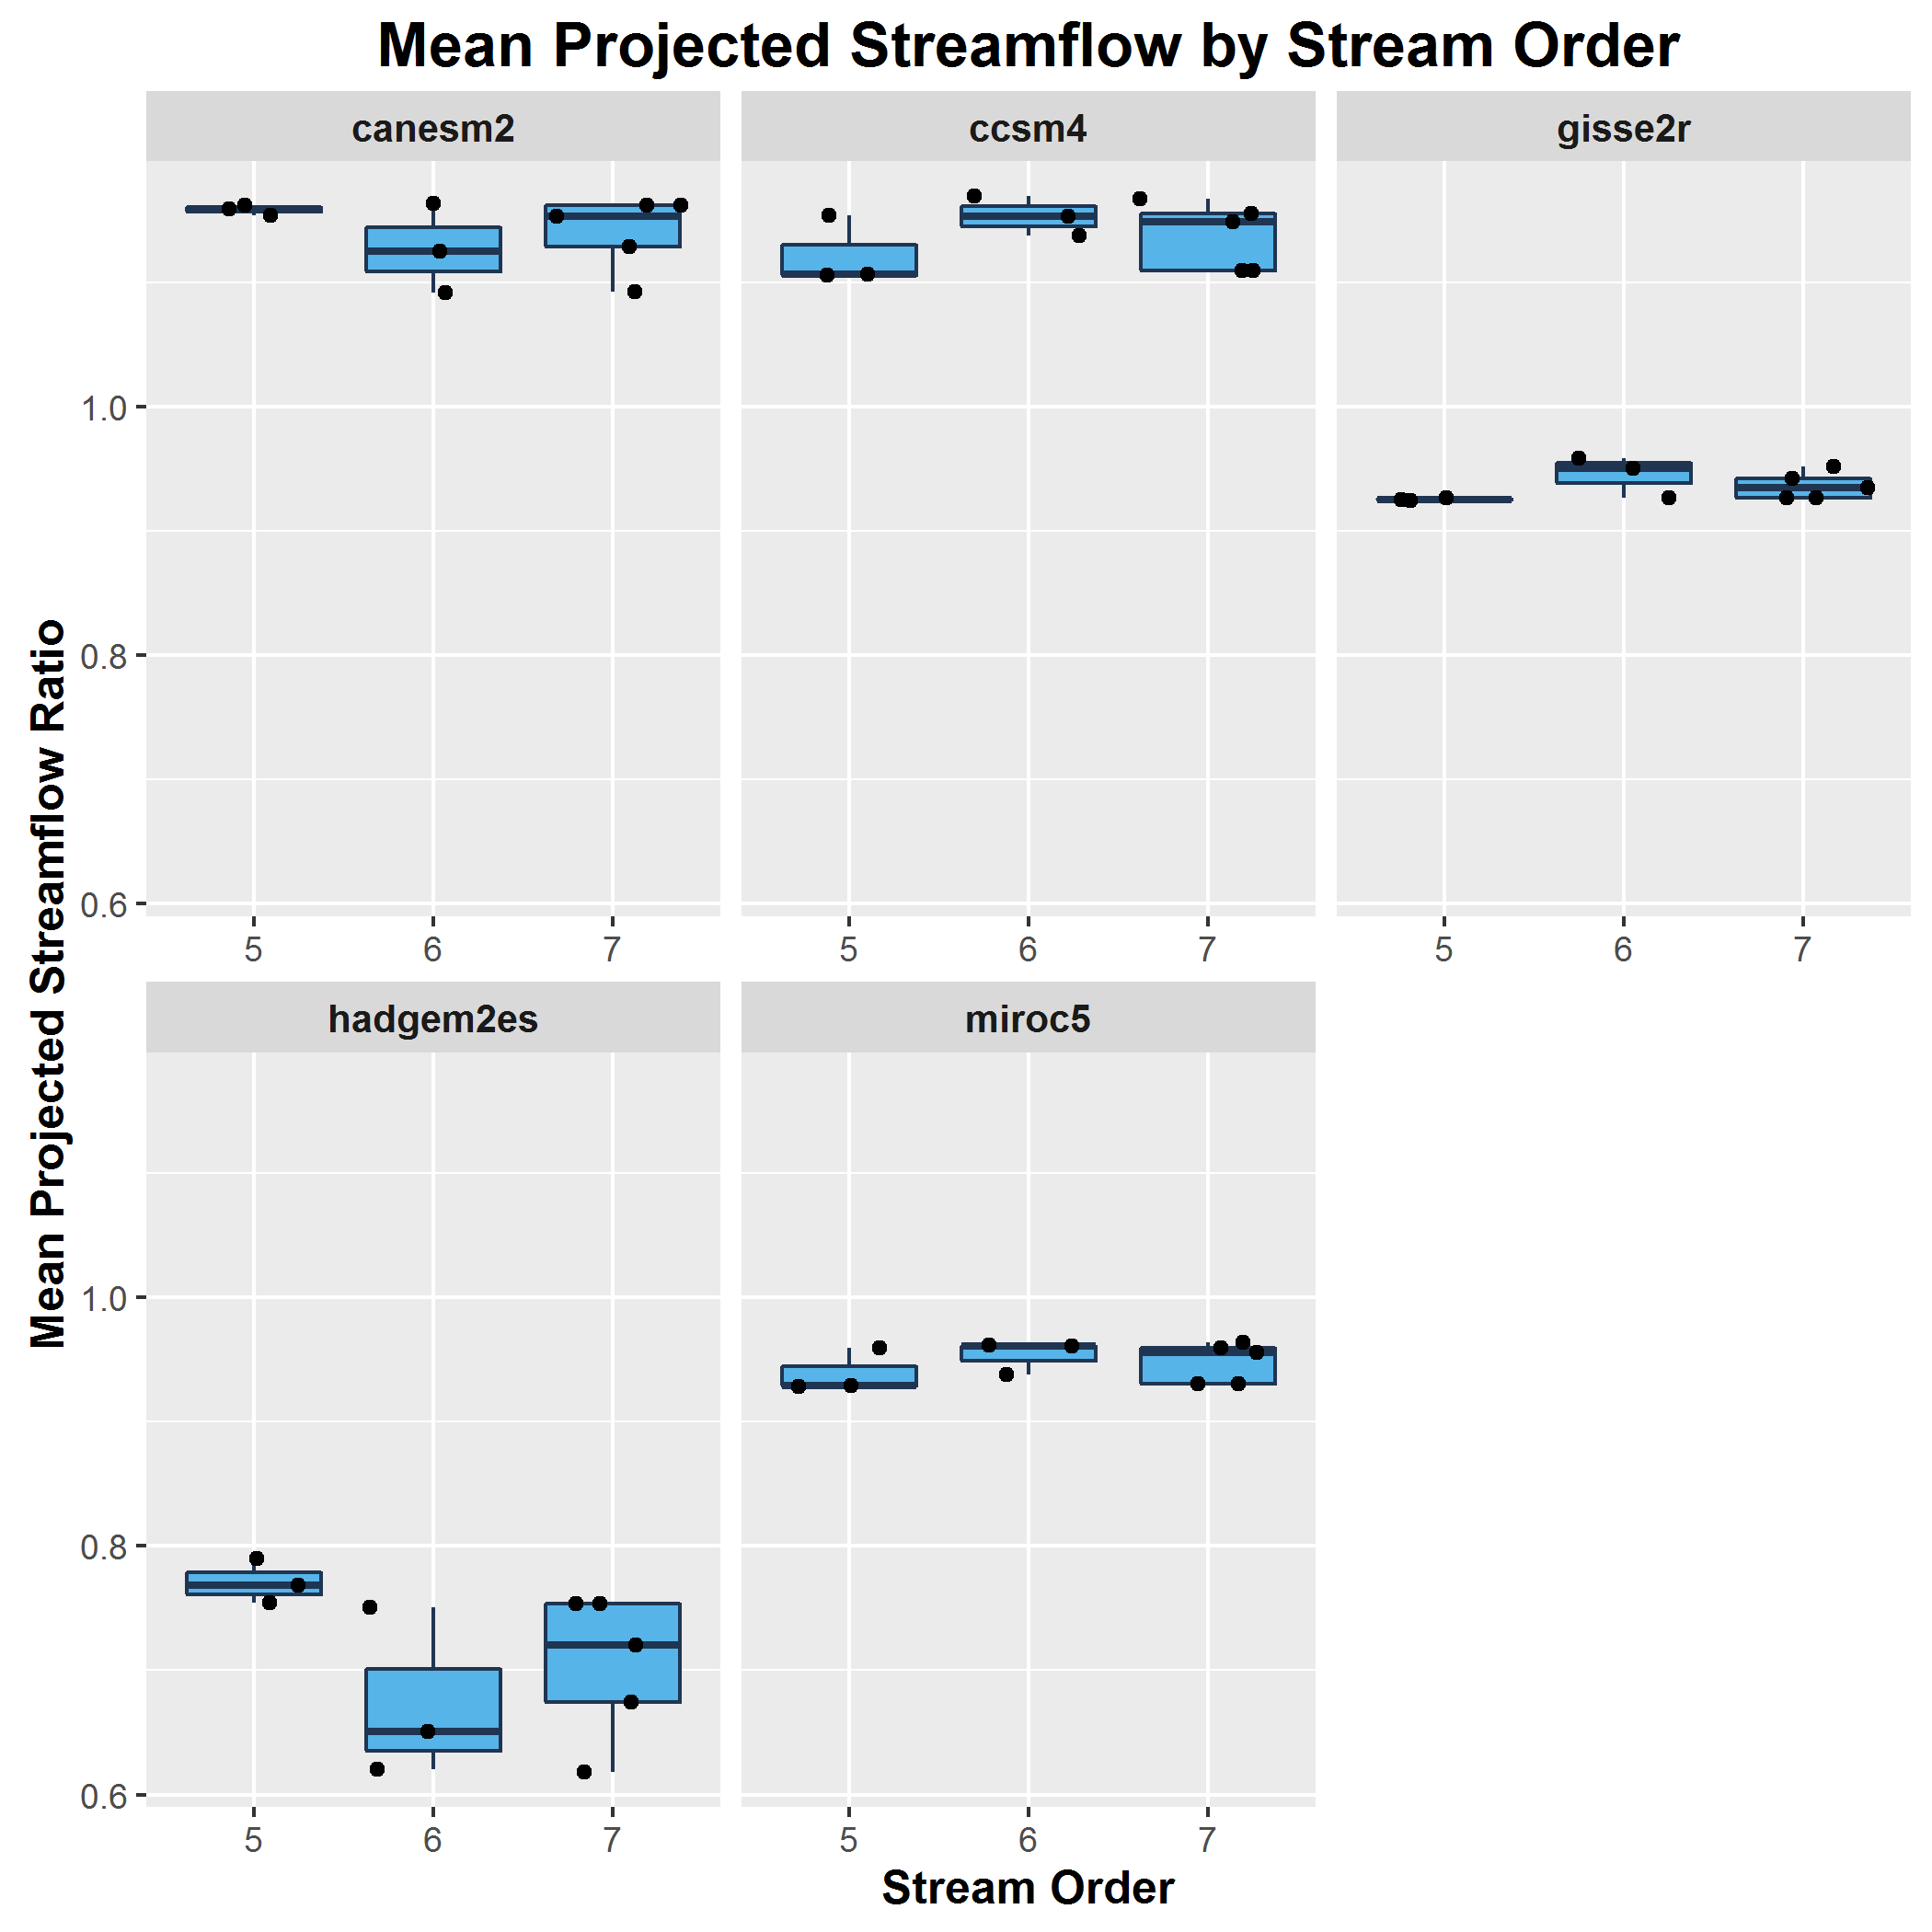 Mean Projected Streamflow by Stream Order
canesm2
ccsm4
gisse2r
1.0
0.8
0.6
5 6 7
5 6 7
5 6 7
Mean Projected Streamflow Ratio
hadgem2es
miroc5
1.0
0.8
0.6
5 6 7
5 6 7
Stream Order